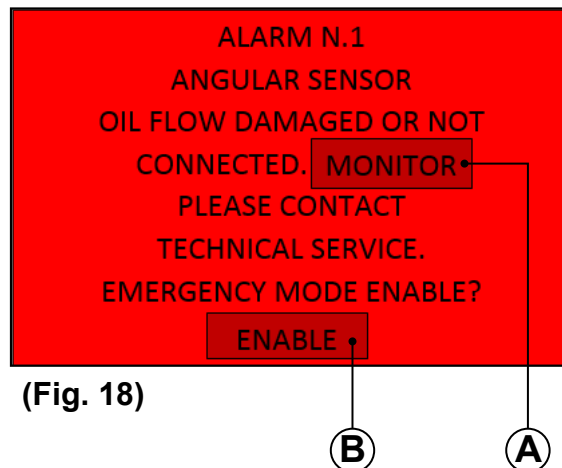 ALARM N.1
ANGULAR SENSOR
OIL FLOW DAMAGED OR NOT
CONNECTED. MONITOR
PLEASE CONTACT
TECHNICAL SERVICE.
EMERGENCY MODE ENABLE?
ENABLE
(Fig. 18)
B A